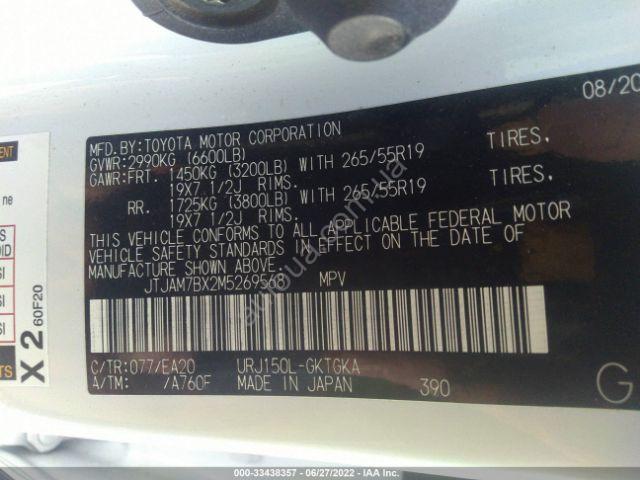 08/20
MFD.BY:TOYOTA MOTOR CORPORATION
GVWR:2990KG (6600LB)
GAWR:FRT. 1450KG (3200LB) WITH 265/55R19 TIRES,
19X7 1/2J RIMS.
RR. 1725KG (3800LB) WITH 265/55R19 TIRES,
19X7 1/2J RIMS.
THIS VEHICLE CONFORMS TO ALL APPLICABLE FEDERAL MOTOR
VEHICLE SAFETY STANDARDS IN EFFECT ON THE DATE OF
MANUFACTURE SHOWN ABOVE.
MPV
C/TR:077/EA20 URJ150L-GKTGKA
A/TM: /A760F MADE IN JAPAN 390
G
ne
X 2
60F20
000-33438357 - 06/27/2022 - IAA Inc.